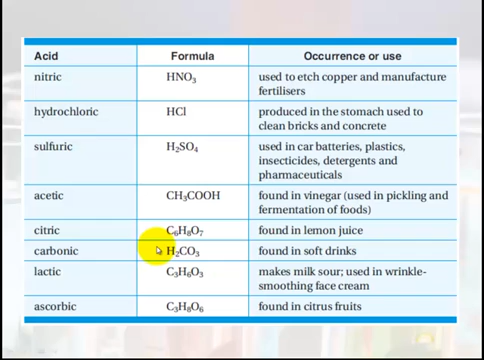 Acid Formula Occurrence or use
nitric HNO₃ used to etch copper and manufacture
fertilisers
hydrochloric HCl produced in the stomach used to
clean bricks and concrete
sulfuric H₂SO₄ used in car batteries, plastics,
insecticides, detergents and
pharmaceuticals
acetic CH₃COOH found in vinegar (used in pickling and
fermentation of foods)
citric C₆H₈O₇ found in lemon juice
carbonic H₂CO₃ found in soft drinks
lactic C₃H₆O₃ makes milk sour; used in wrinkle-
smoothing face cream
ascorbic C₃H₈O₆ found in citrus fruits